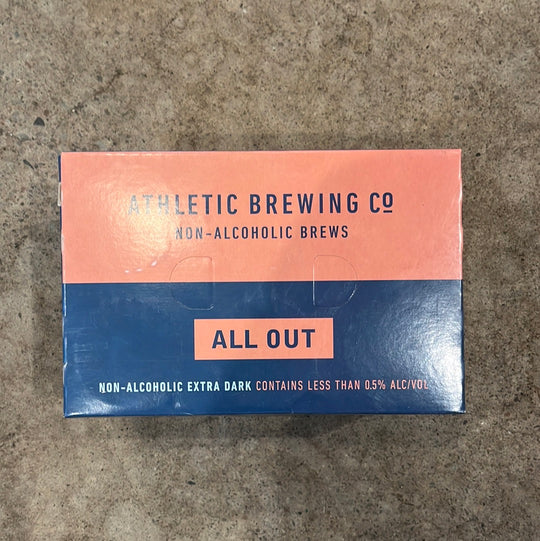 ATHLETIC BREWING Co
NON-ALCOHOLIC BREWS
ALL OUT
NON-ALCOHOLIC EXTRA DARK CONTAINS LESS THAN 0.5% ALC/VOL